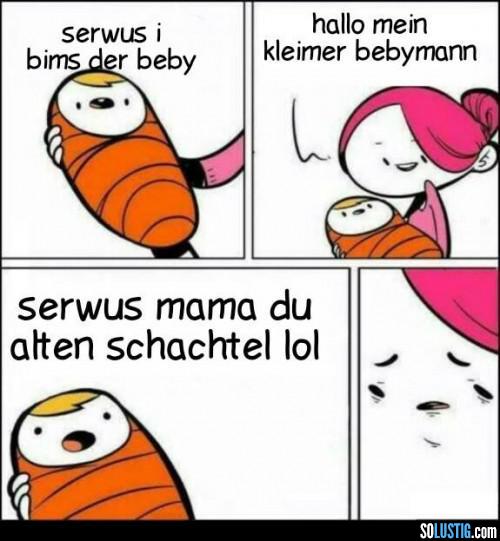 serwus i
bims der beby
hallo mein
kleimer bebymann
serwus mama du
alten schachtel lol
SOLUSTIG.com